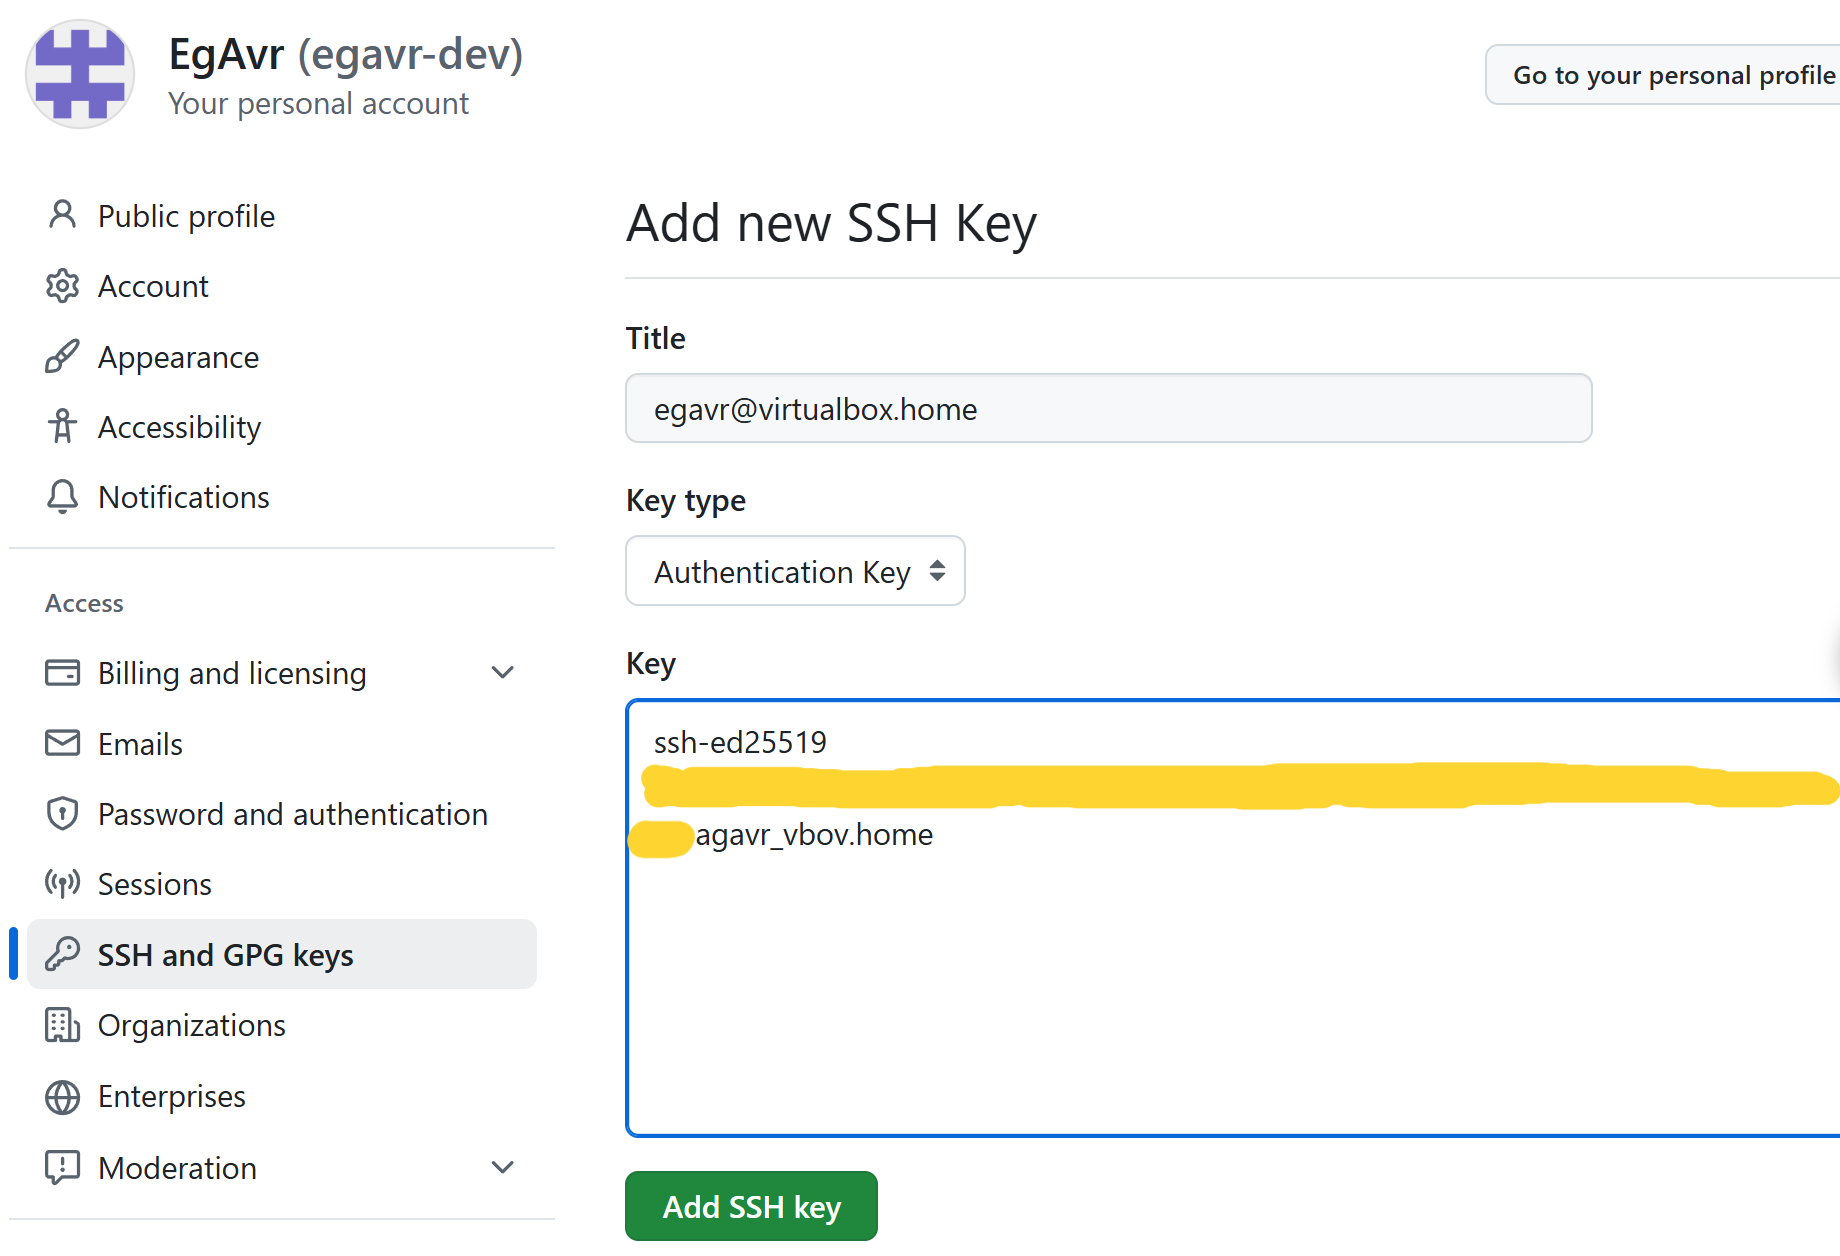 EgAvr (egavr-dev)
Your personal account
Go to your personal profile
Public profile
Account
Appearance
Accessibility
Notifications
Access
Billing and licensing
Emails
Password and authentication
Sessions
SSH and GPG keys
Organizations
Enterprises
Moderation
Add new SSH Key
Title
egavr@virtualbox.home
Key type
Authentication Key
Key
ssh-ed25519
agavr_vbov.home
Add SSH key